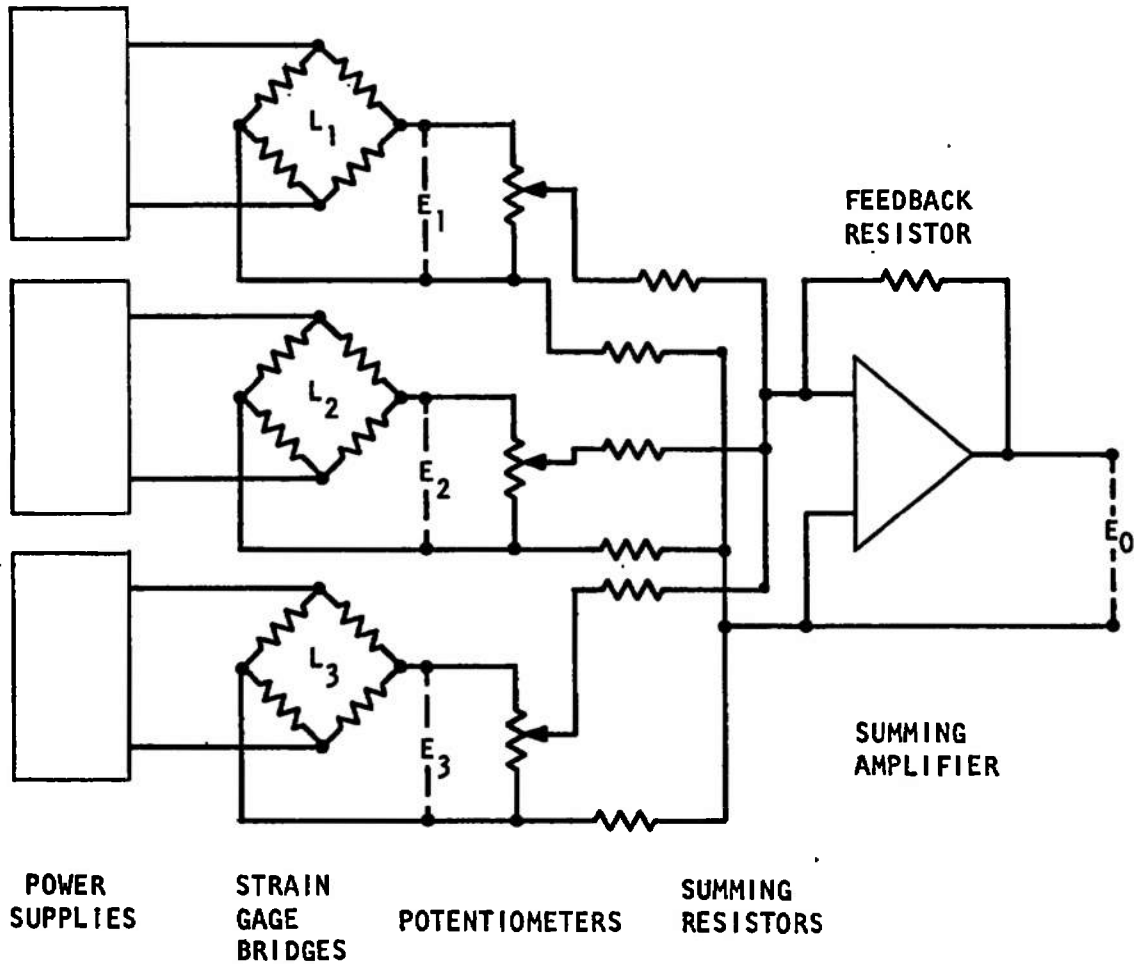 L1
E1
FEEDBACK
RESISTOR
L2
E2
E0
L3
E3
SUMMING
AMPLIFIER
POWER
SUPPLIES
STRAIN
GAGE
BRIDGES
POTENTIOMETERS
SUMMING
RESISTORS